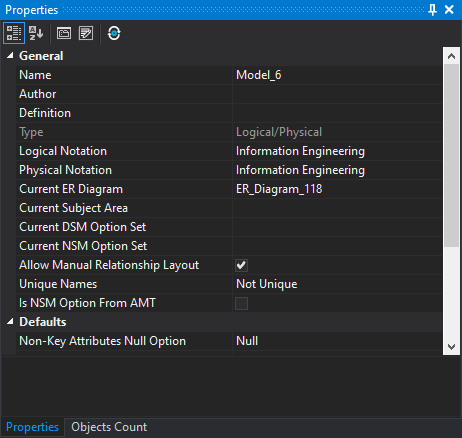 Properties
General
Name Model_6
Author
Definition
Type Logical/Physical
Logical Notation Information Engineering
Physical Notation Information Engineering
Current ER Diagram ER_Diagram_118
Current Subject Area
Current DSM Option Set
Current NSM Option Set
Allow Manual Relationship Layout
Unique Names Not Unique
Is NSM Option From AMT
Defaults
Non-Key Attributes Null Option Null
Properties Objects Count